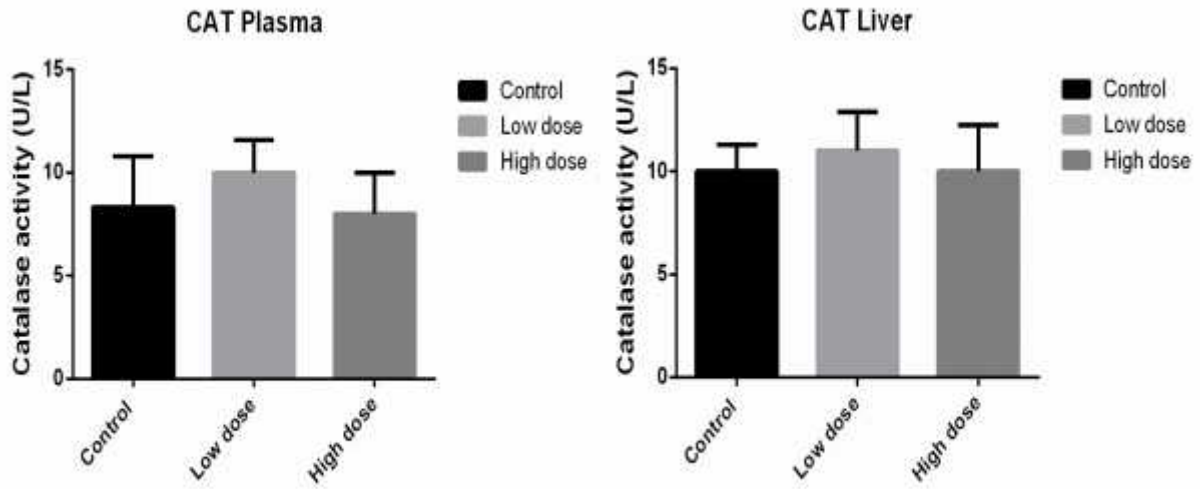 CAT Plasma
Catalase activity (U/L)
15
10
5
0
Control
Low dose
High dose
Control
Low dose
High dose
CAT Liver
Catalase activity (U/L)
15
10
5
0
Control
Low dose
High dose
Control
Low dose
High dose